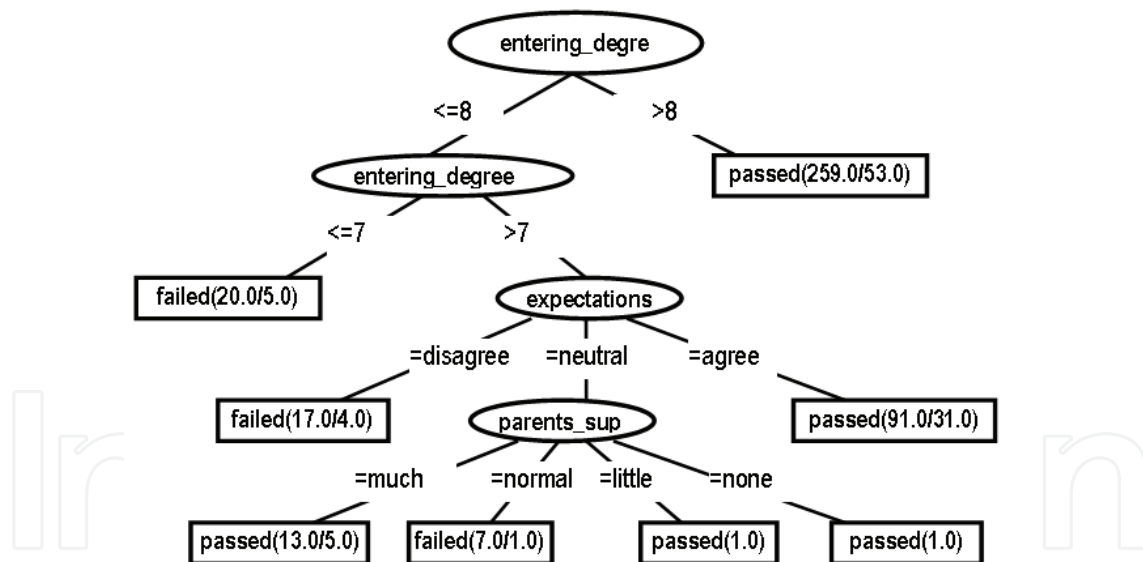 entering_degre
<=8 >8
entering_degree passed(259.0/53.0)
<=7 >7
failed(20.0/5.0) expectations
=disagree =neutral =agree
failed(17.0/4.0) parents_sup passed(91.0/31.0)
=much =normal =little =none
passed(13.0/5.0) failed(7.0/1.0) passed(1.0) passed(1.0)